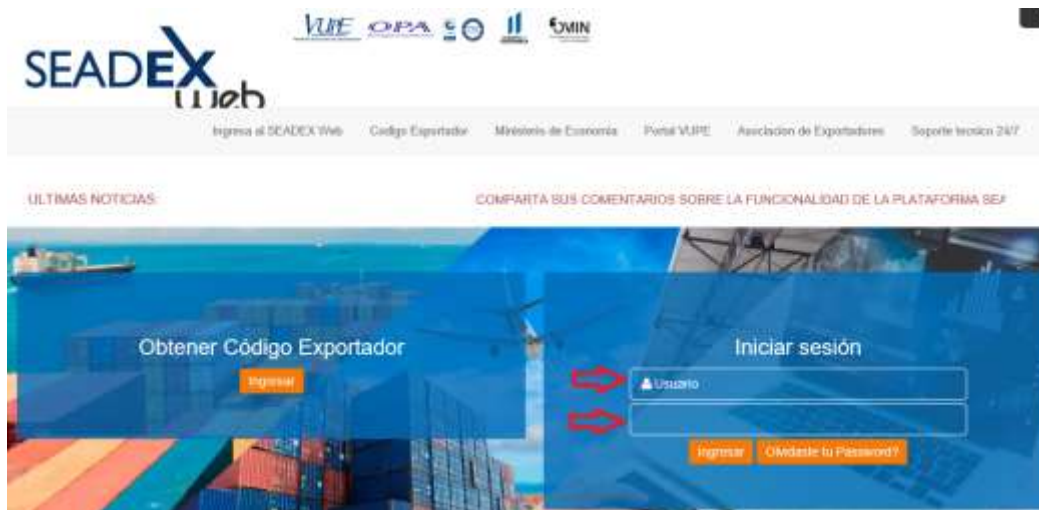 VUPE OPA OMIN
SEADEX
Web
Ingresa al SEADEX Web Codigo Exportador Ministerio de Economía Portal VUPE Asociacion de Exportadores Soporte tecnico 24/7
ULTIMAS NOTICIAS: COMPARTA SUS COMENTARIOS SOBRE LA FUNCIONALIDAD DE LA PLATAFORMA SEA
Obtener Código Exportador
Ingresar
Iniciar sesión
Usuario
Ingresar Olvidaste tu Password?